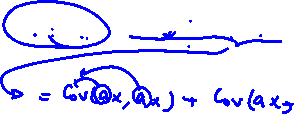 = Cov(ax, ax) + Cov(ax,